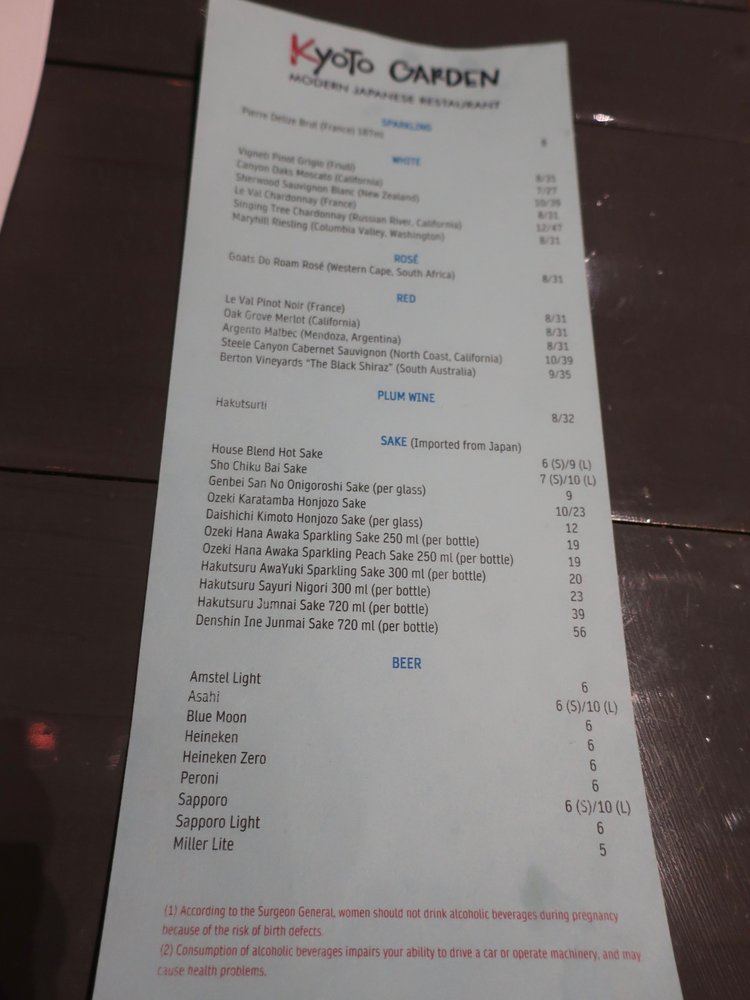 KYOTO GARDEN
MODERN JAPANESE RESTAURANT
SPARKLING
Pierre Delize Brut (France) 187ml 8
WHITE
Vigneti Pinot Grigio (Friuli) 8/31
Canyon Oaks Moscato (California) 7/27
Sherwood Sauvignon Blanc (New Zealand) 10/39
Le Val Chardonnay (France) 8/31
Singing Tree Chardonnay (Russian River, California) 12/47
Maryhill Riesling (Columbia Valley, Washington) 8/31
ROSÉ
Goats Do Roam Rosé (Western Cape, South Africa) 8/31
RED
Le Val Pinot Noir (France) 8/31
Oak Grove Merlot (California) 8/31
Argento Malbec (Mendoza, Argentina) 8/31
Steele Canyon Cabernet Sauvignon (North Coast, California) 10/39
Berton Vineyards "The Black Shiraz" (South Australia) 9/35
PLUM WINE
Hakutsuru 8/32
SAKE (Imported from Japan)
House Blend Hot Sake 6 (S)/9 (L)
Sho Chiku Bai Sake 7 (S)/10 (L)
Genbei San No Onigoroshi Sake (per glass) 9
Ozeki Karatamba Honjozo Sake 10/23
Daishichi Kimoto Honjozo Sake (per glass) 12
Ozeki Hana Awaka Sparkling Sake 250 ml (per bottle) 19
Ozeki Hana Awaka Sparkling Peach Sake 250 ml (per bottle) 19
Hakutsuru AwaYuki Sparkling Sake 300 ml (per bottle) 20
Hakutsuru Sayuri Nigori 300 ml (per bottle) 23
Hakutsuru Jumnai Sake 720 ml (per bottle) 39
Denshin Ine Junmai Sake 720 ml (per bottle) 56
BEER
Amstel Light 6
Asahi 6 (S)/10 (L)
Blue Moon 6
Heineken 6
Heineken Zero 6
Peroni 6
Sapporo 6 (S)/10 (L)
Sapporo Light 6
Miller Lite 5
(1) According to the Surgeon General, women should not drink alcoholic beverages during pregnancy
because of the risk of birth defects.
(2) Consumption of alcoholic beverages impairs your ability to drive a car or operate machinery, and may
cause health problems.